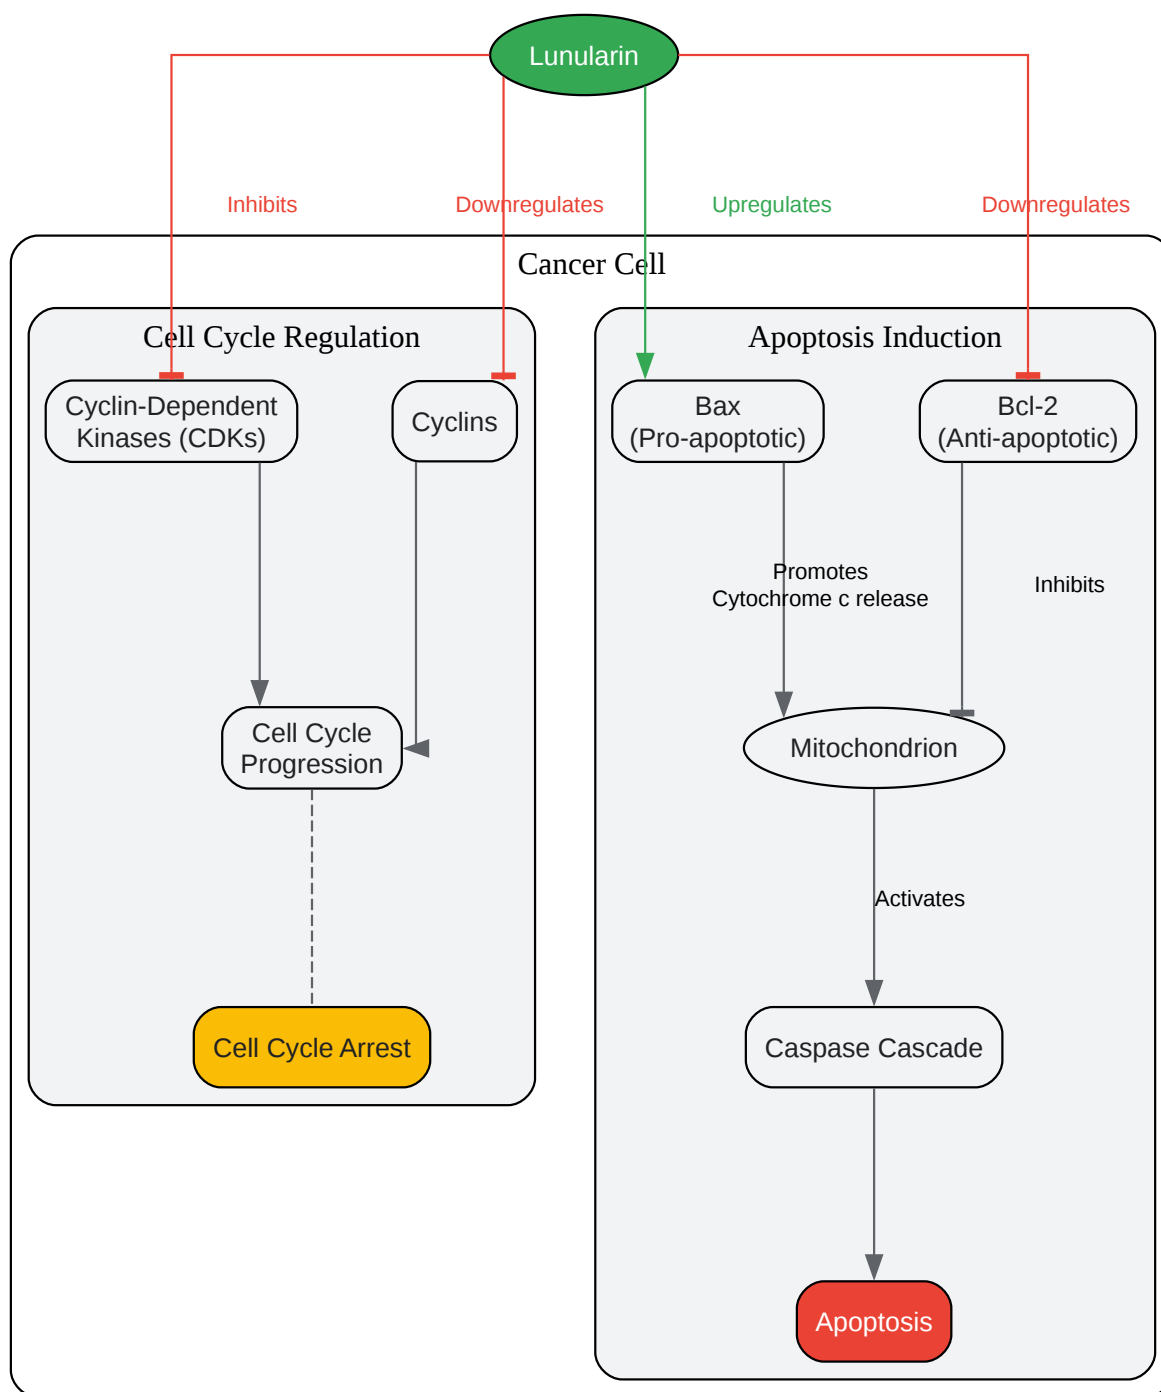 Lunularin
Inhibits
Downregulates
Upregulates
Downregulates
Cancer Cell
Cell Cycle Regulation
Apoptosis Induction
Cyclin-Dependent
Kinases (CDKs)
Cyclins
Bax
(Pro-apoptotic)
Bcl-2
(Anti-apoptotic)
Promotes
Cytochrome c release
Inhibits
Cell Cycle
Progression
Mitochondrion
Activates
Cell Cycle Arrest
Caspase Cascade
Apoptosis